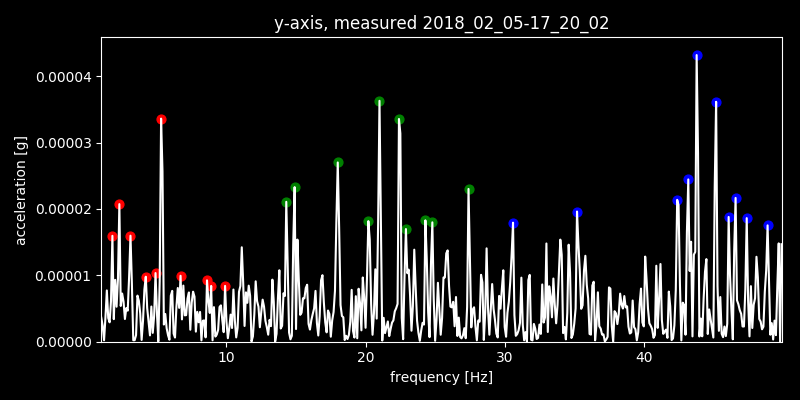 y-axis, measured 2018_02_05-17_20_02
acceleration [g]
0.00004
0.00003
0.00002
0.00001
0.00000
10 20 30 40
frequency [Hz]